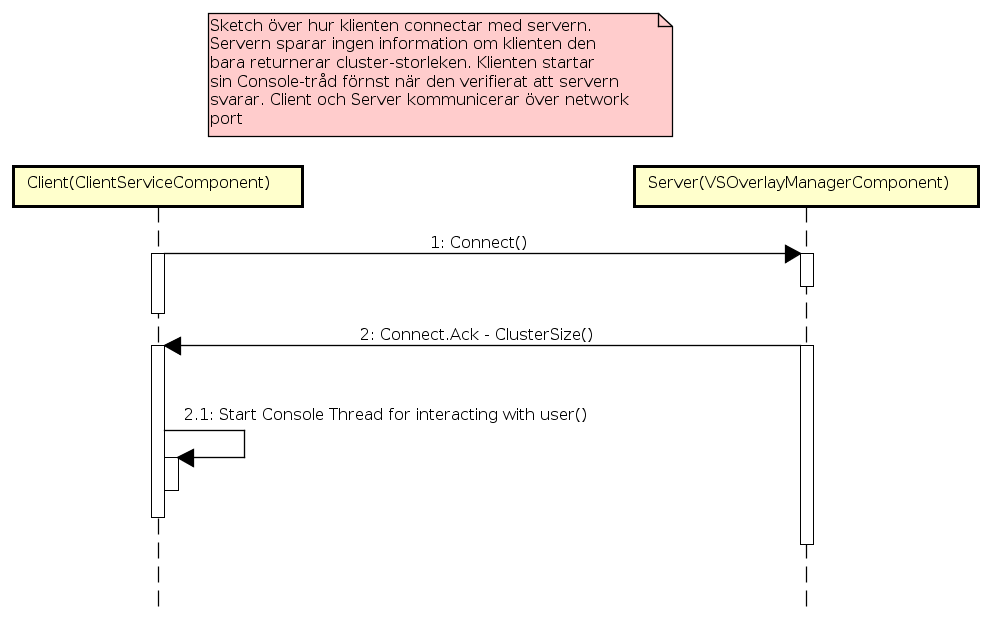 Sketch över hur klienten connectar med servern.
Servern sparar ingen information om klienten den
bara returnerar cluster-storleken. Klienten startar
sin Console-tråd förnst när den verifierat att servern
svarar. Client och Server kommunicerar över network
port
Client(ClientServiceComponent)
Server(VSOverlayManagerComponent)
1: Connect()
2: Connect.Ack - ClusterSize()
2.1: Start Console Thread for interacting with user()